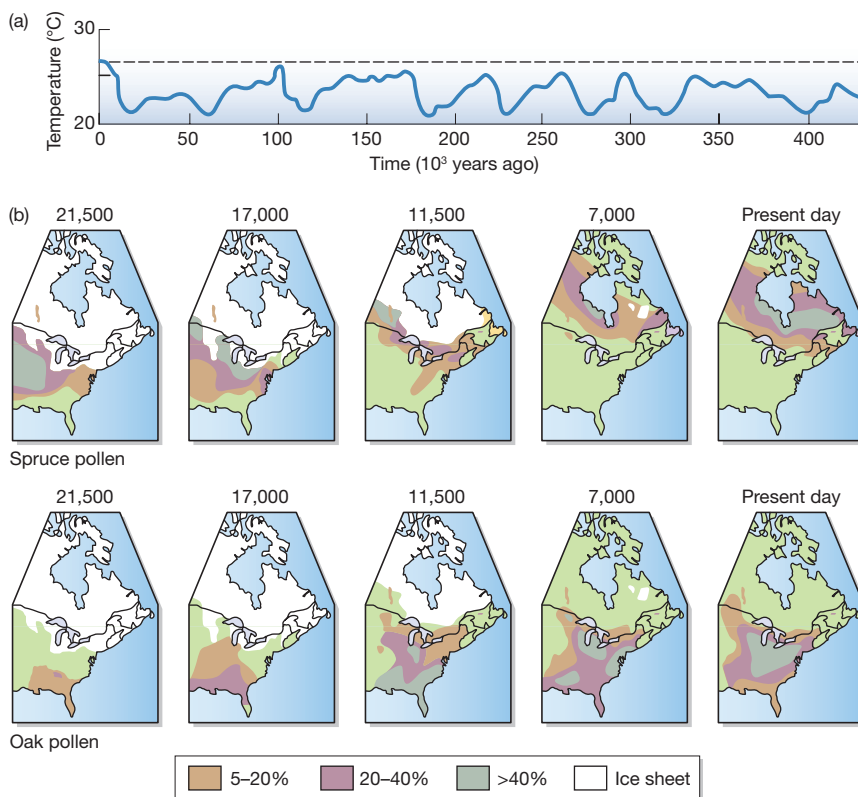 (a)
30
Temperature (°C)
20
0 50 100 150 200 250 300 350 400
Time (10³ years ago)
(b)
21,500 17,000 11,500 7,000 Present day
Spruce pollen
21,500 17,000 11,500 7,000 Present day
Oak pollen
5–20% 20–40% >40% Ice sheet